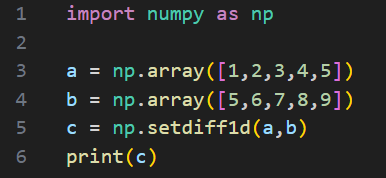 1 import numpy as np
2
3 a = np.array([1,2,3,4,5])
4 b = np.array([5,6,7,8,9])
5 c = np.setdiff1d(a,b)
6 print(c)